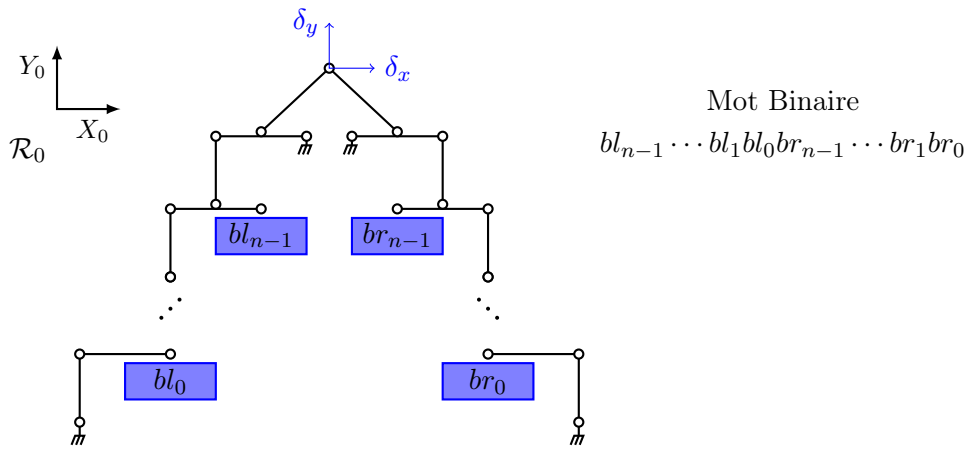 δ_y
δ_x
Y_0
X_0
R_0
Mot Binaire
bl_{n−1} ⋯ bl_1bl_0br_{n−1} ⋯ br_1br_0
bl_{n−1}
br_{n−1}
bl_0
br_0